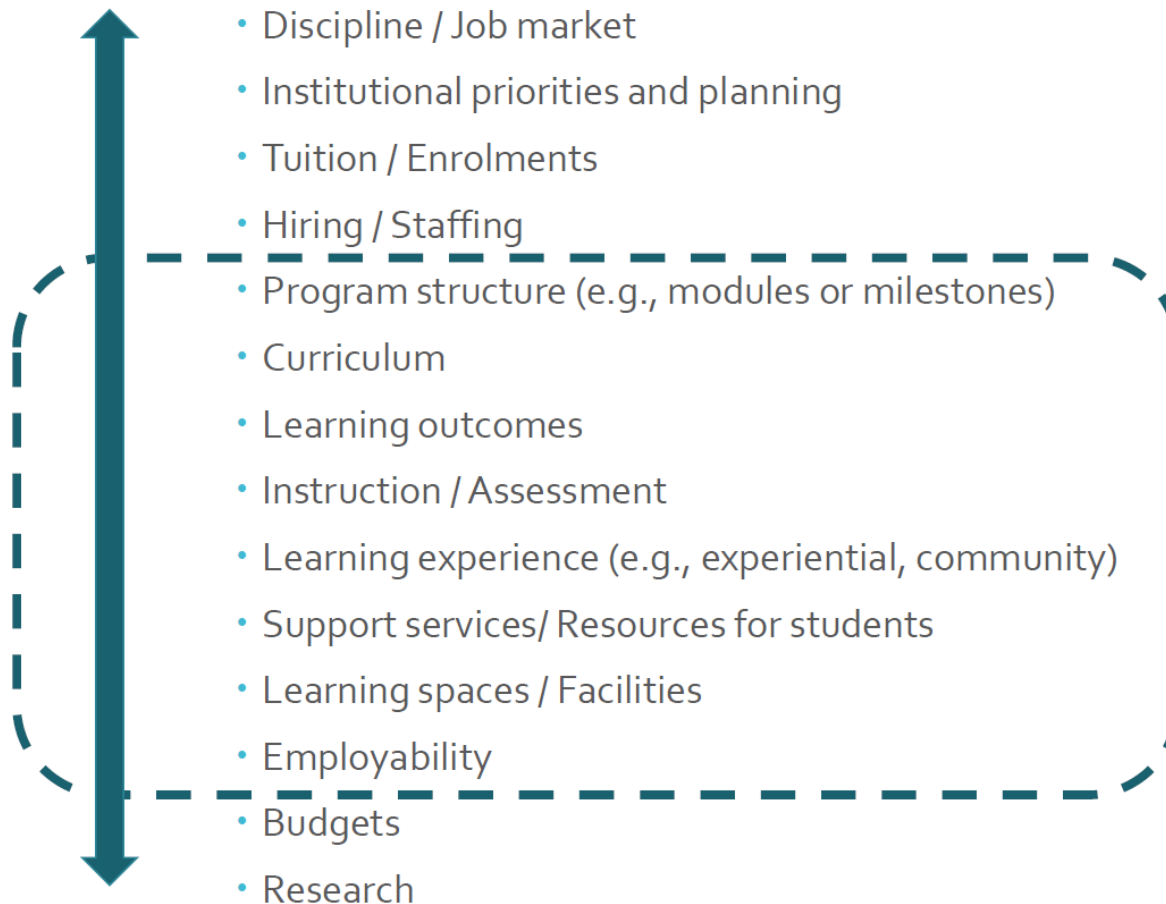 • Discipline / Job market
• Institutional priorities and planning
• Tuition / Enrolments
• Hiring / Staffing
• Program structure (e.g., modules or milestones)
• Curriculum
• Learning outcomes
• Instruction / Assessment
• Learning experience (e.g., experiential, community)
• Support services/ Resources for students
• Learning spaces / Facilities
• Employability
• Budgets
• Research